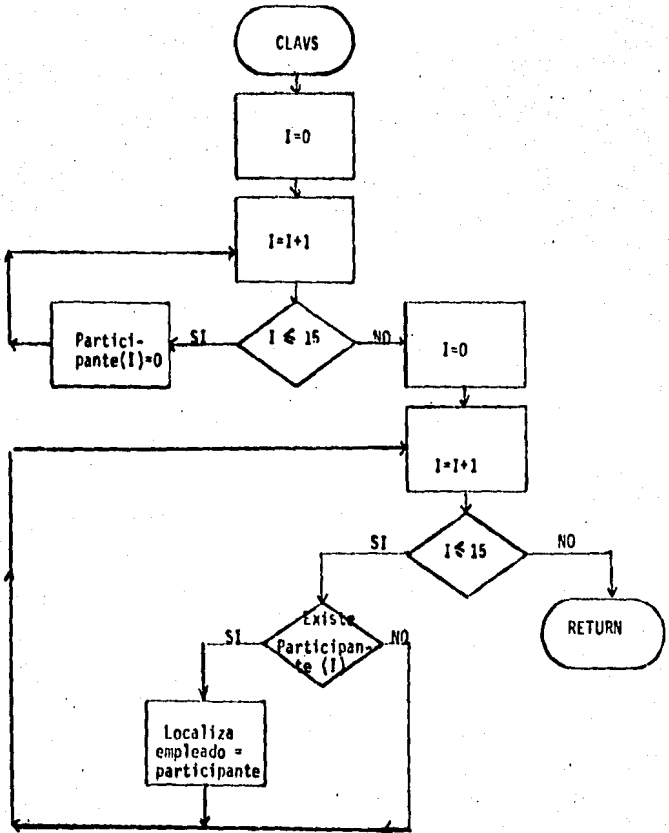 CLAVS
I=0
I=I+1
Partici-
pante(I)=0
SI
I ≤ 15
NO
I=0
I=I+1
SI
I ≤ 15
NO
RETURN
Existe
Participan-
te (I)
SI
NO
Localiza
empleado =
participante